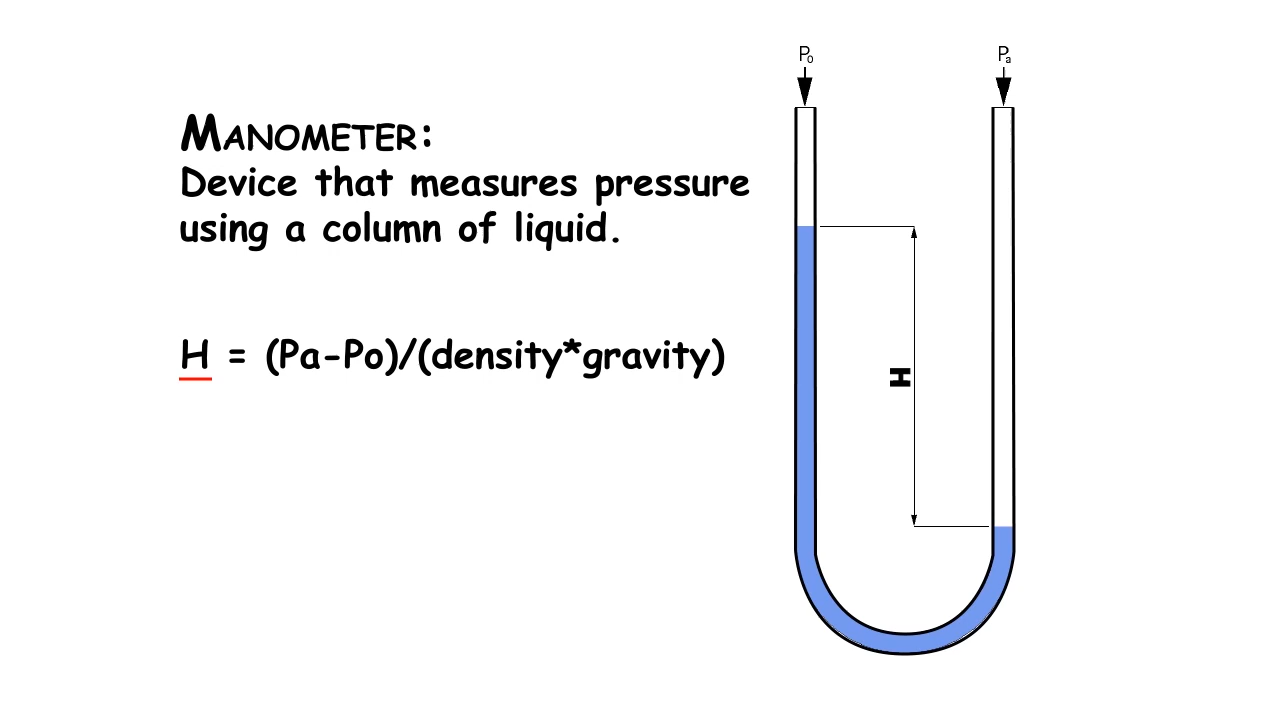 MANOMETER:
Device that measures pressure
using a column of liquid.
H = (Pa-Po)/(density*gravity)
P₀
Pₐ
H